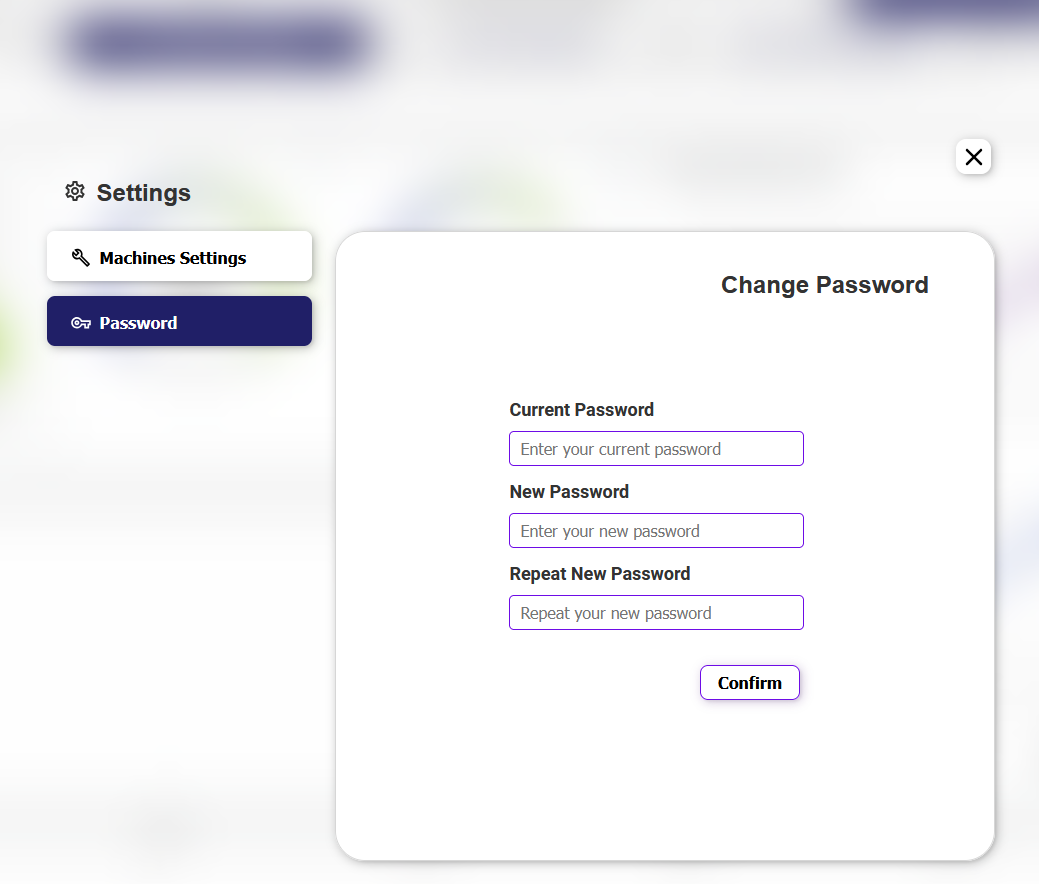 Settings
Machines Settings
Password
Change Password
Current Password
Enter your current password
New Password
Enter your new password
Repeat New Password
Repeat your new password
Confirm